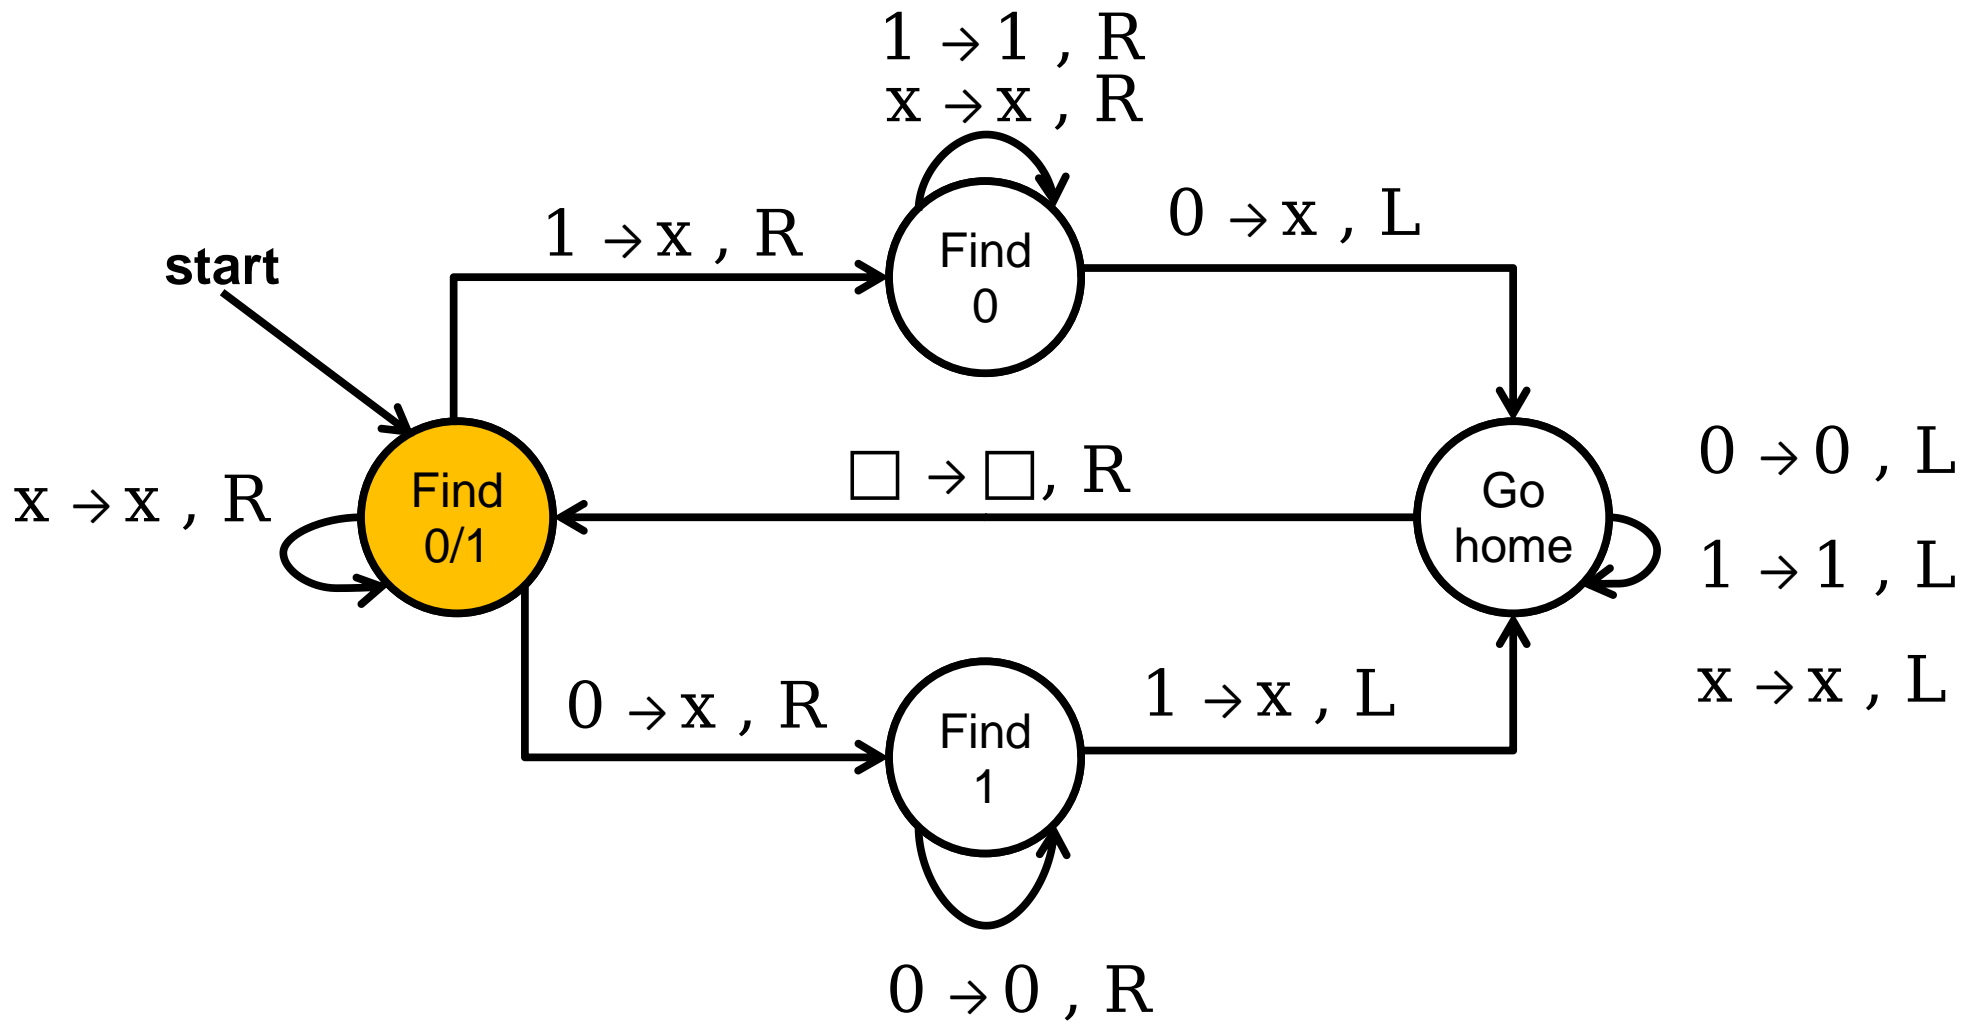 1 → 1 , R
x → x , R
0 → x , L
1 → x , R
start
Find
0
□ → □, R
0 → 0 , L
x → x , R
Find
0/1
Go
home
1 → 1 , L
0 → x , R
1 → x , L
x → x , L
Find
1
0 → 0 , R